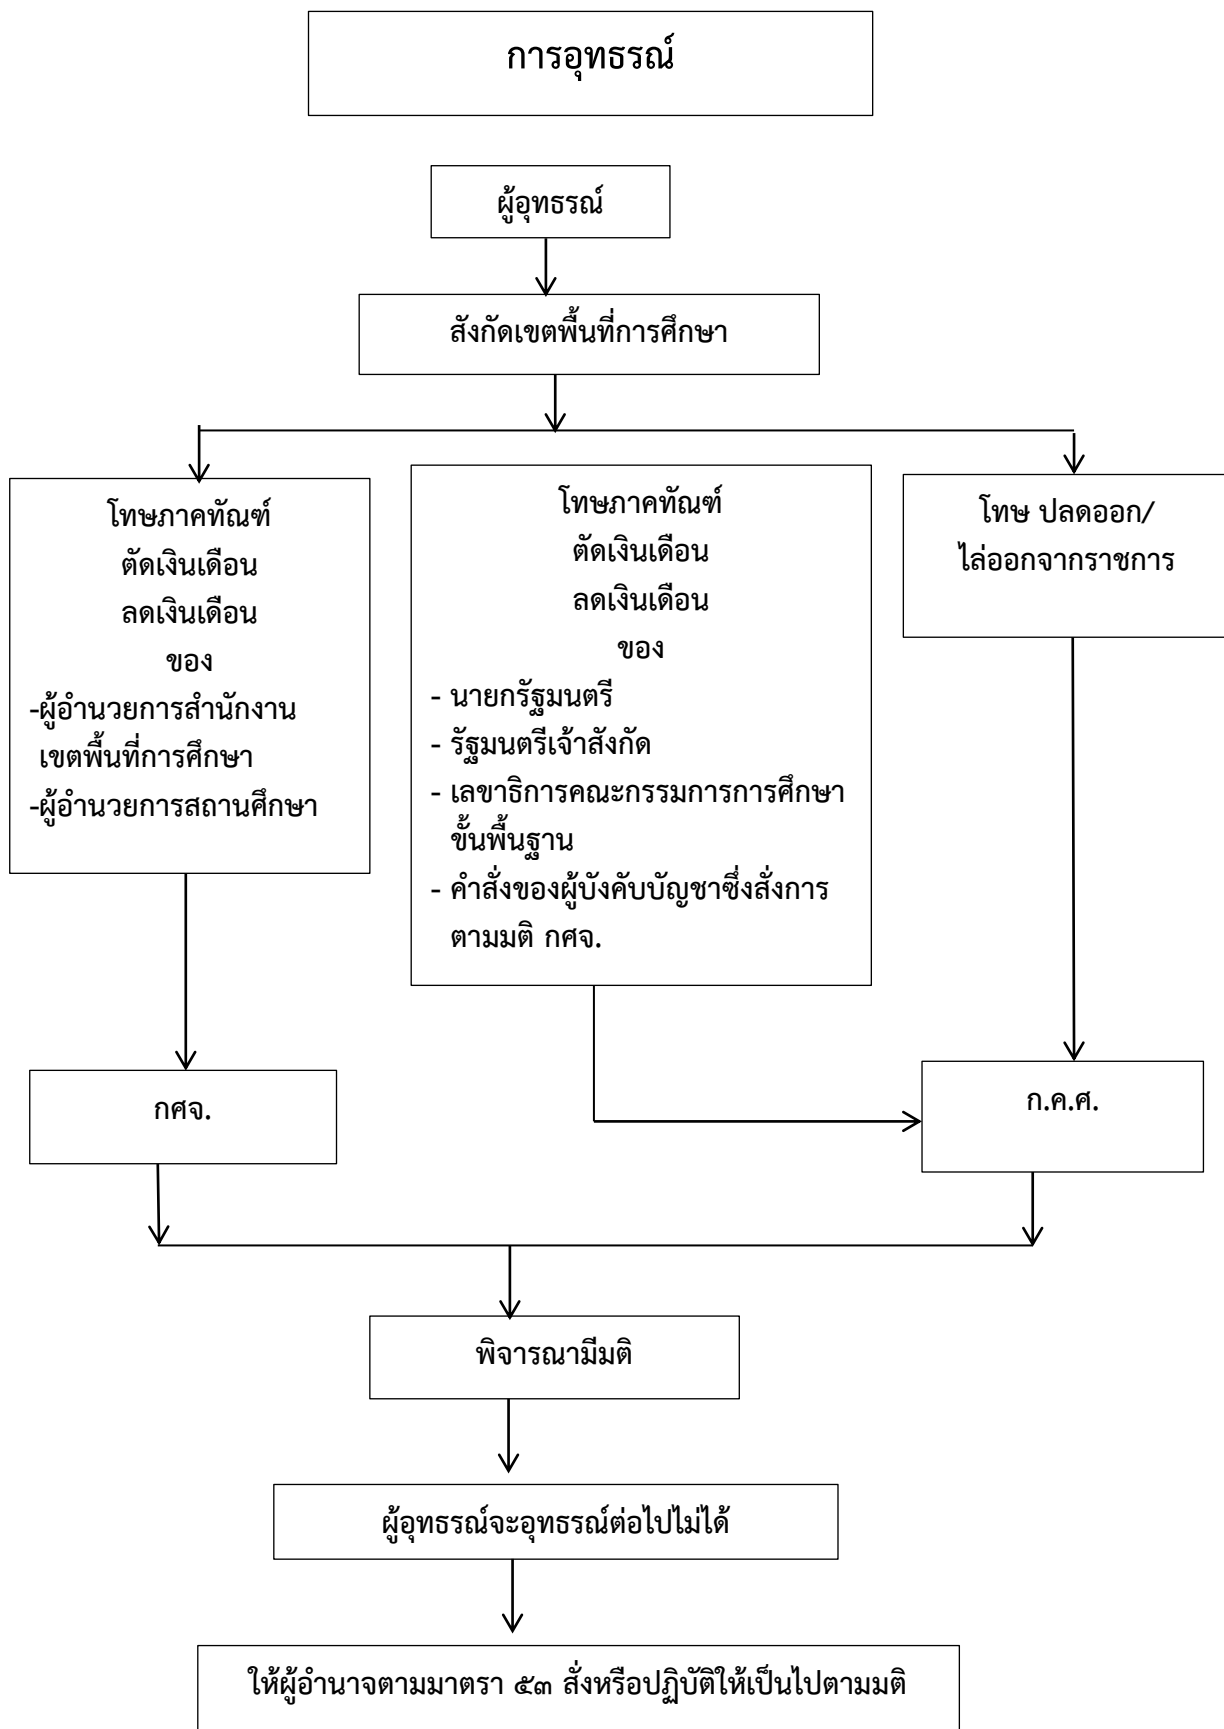 การอุทธรณ์
ผู้อุทธรณ์
สังกัดเขตพื้นที่การศึกษา
โทษภาคทัณฑ์
ตัดเงินเดือน
ลดเงินเดือน
ของ
-ผู้อำนวยการสำนักงาน
เขตพื้นที่การศึกษา
-ผู้อำนวยการสถานศึกษา
โทษภาคทัณฑ์
ตัดเงินเดือน
ลดเงินเดือน
ของ
- นายกรัฐมนตรี
- รัฐมนตรีเจ้าสังกัด
- เลขาธิการคณะกรรมการการศึกษา
ขั้นพื้นฐาน
- คำสั่งของผู้บังคับบัญชาซึ่งสั่งการ
ตามมติ กศจ.
โทษ ปลดออก/
ไล่ออกจากราชการ
กศจ.
ก.ค.ศ.
พิจารณามีมติ
ผู้อุทธรณ์จะอุทธรณ์ต่อไปไม่ได้
ให้ผู้อำนาจตามมาตรา ๕๓ สั่งหรือปฏิบัติให้เป็นไปตามมติ